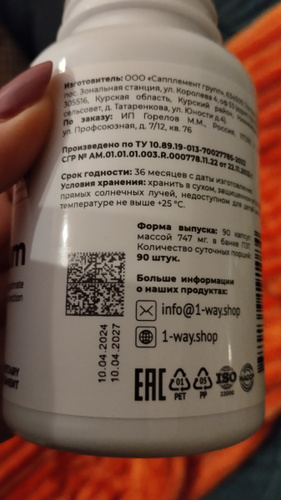 Изготовитель: ООО «Сапплемент групп»,
пос. Зональная станция, ул. Королева 4, оф
305516, Курская область, Курский район,
сельсовет, д. Татаренкова, ул. Юности д.4)
По заказу: ИП Горелов М.М., Россия,
ул. Профсоюзная, д. 7/12, кв. 76
Произведено по ТУ 10.89.19-013-70027785-2022
СГР № AM.01.01.01.003.R.000778.11.22 от 22.11.
Срок годности: 36 месяцев с даты изготовления
Условия хранения: хранить в сухом, защищенном
прямых солнечных лучей, недоступном для
температуре не выше +25 °C.
Форма выпуска: 90 капсул
массой 747 мг. в банке
Количество суточных порций:
90 штук.
Больше информации
о наших продуктах:
info@1-way.shop
1-way.shop
10.04.2024
10.04.2027
m
EAC
01
PET
05
PP
ISO
22000